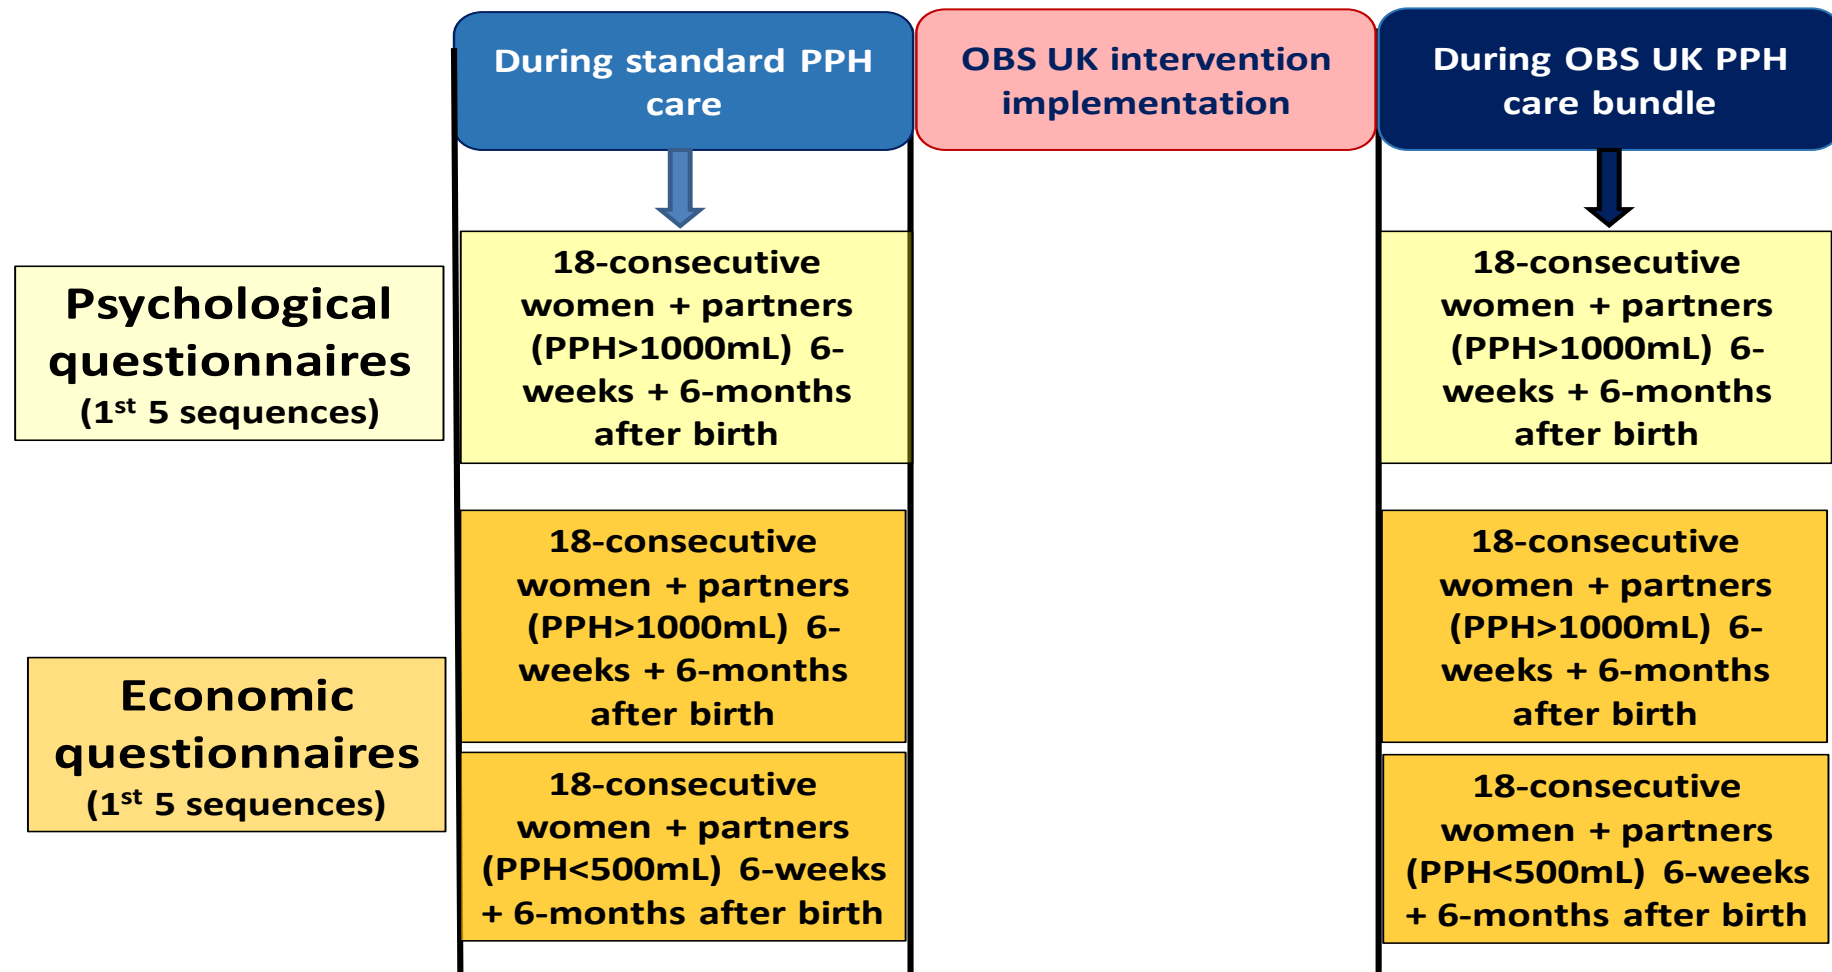 During standard PPH
care
OBS UK intervention
implementation
During OBS UK PPH
care bundle
Psychological
questionnaires
(1st 5 sequences)
18-consecutive
women + partners
(PPH>1000mL) 6-
weeks + 6-months
after birth
18-consecutive
women + partners
(PPH>1000mL) 6-
weeks + 6-months
after birth
Economic
questionnaires
(1st 5 sequences)
18-consecutive
women + partners
(PPH>1000mL) 6-
weeks + 6-months
after birth
18-consecutive
women + partners
(PPH>1000mL) 6-
weeks + 6-months
after birth
18-consecutive
women + partners
(PPH<500mL) 6-weeks
+ 6-months after birth
18-consecutive
women + partners
(PPH<500mL) 6-weeks
+ 6-months after birth